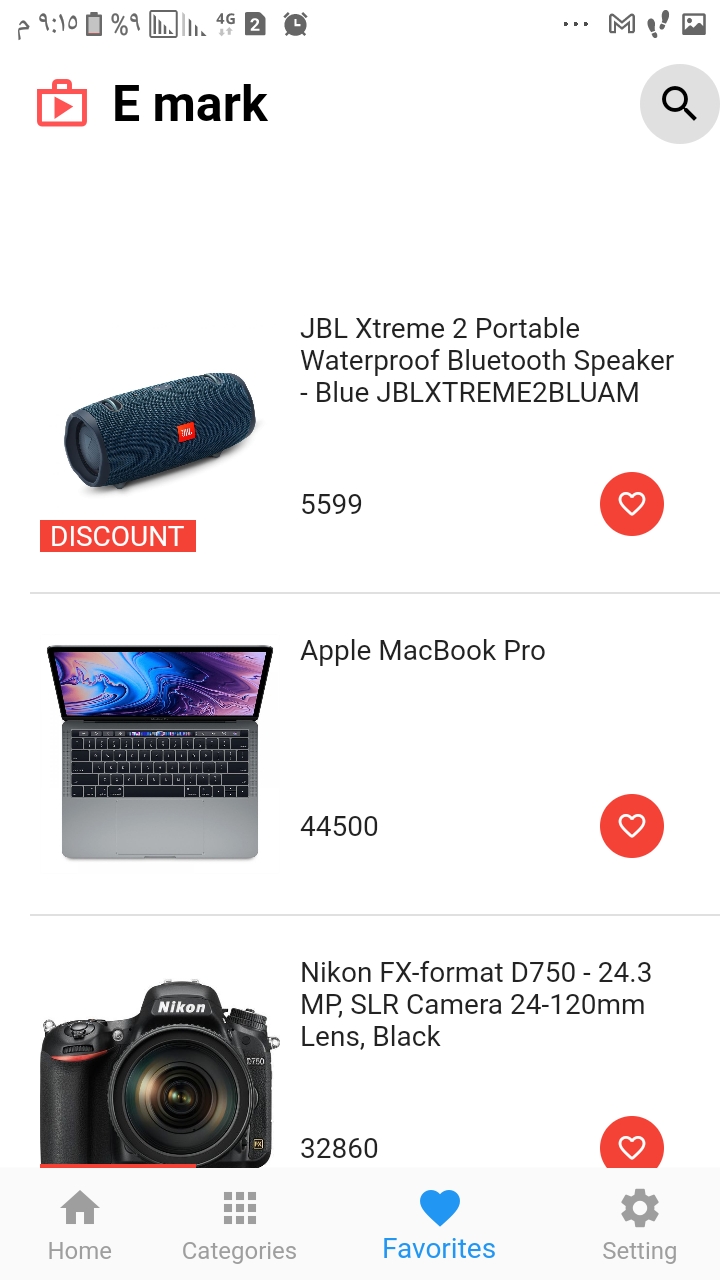 م ٩:١٥ %٩ 4G 2
E mark
JBL Xtreme 2 Portable
Waterproof Bluetooth Speaker
- Blue JBLXTREME2BLUAM
JBL
5599
DISCOUNT
Apple MacBook Pro
44500
Nikon FX-format D750 - 24.3
MP, SLR Camera 24-120mm
Lens, Black
Nikon
D750
FX
32860
Home
Categories
Favorites
Setting